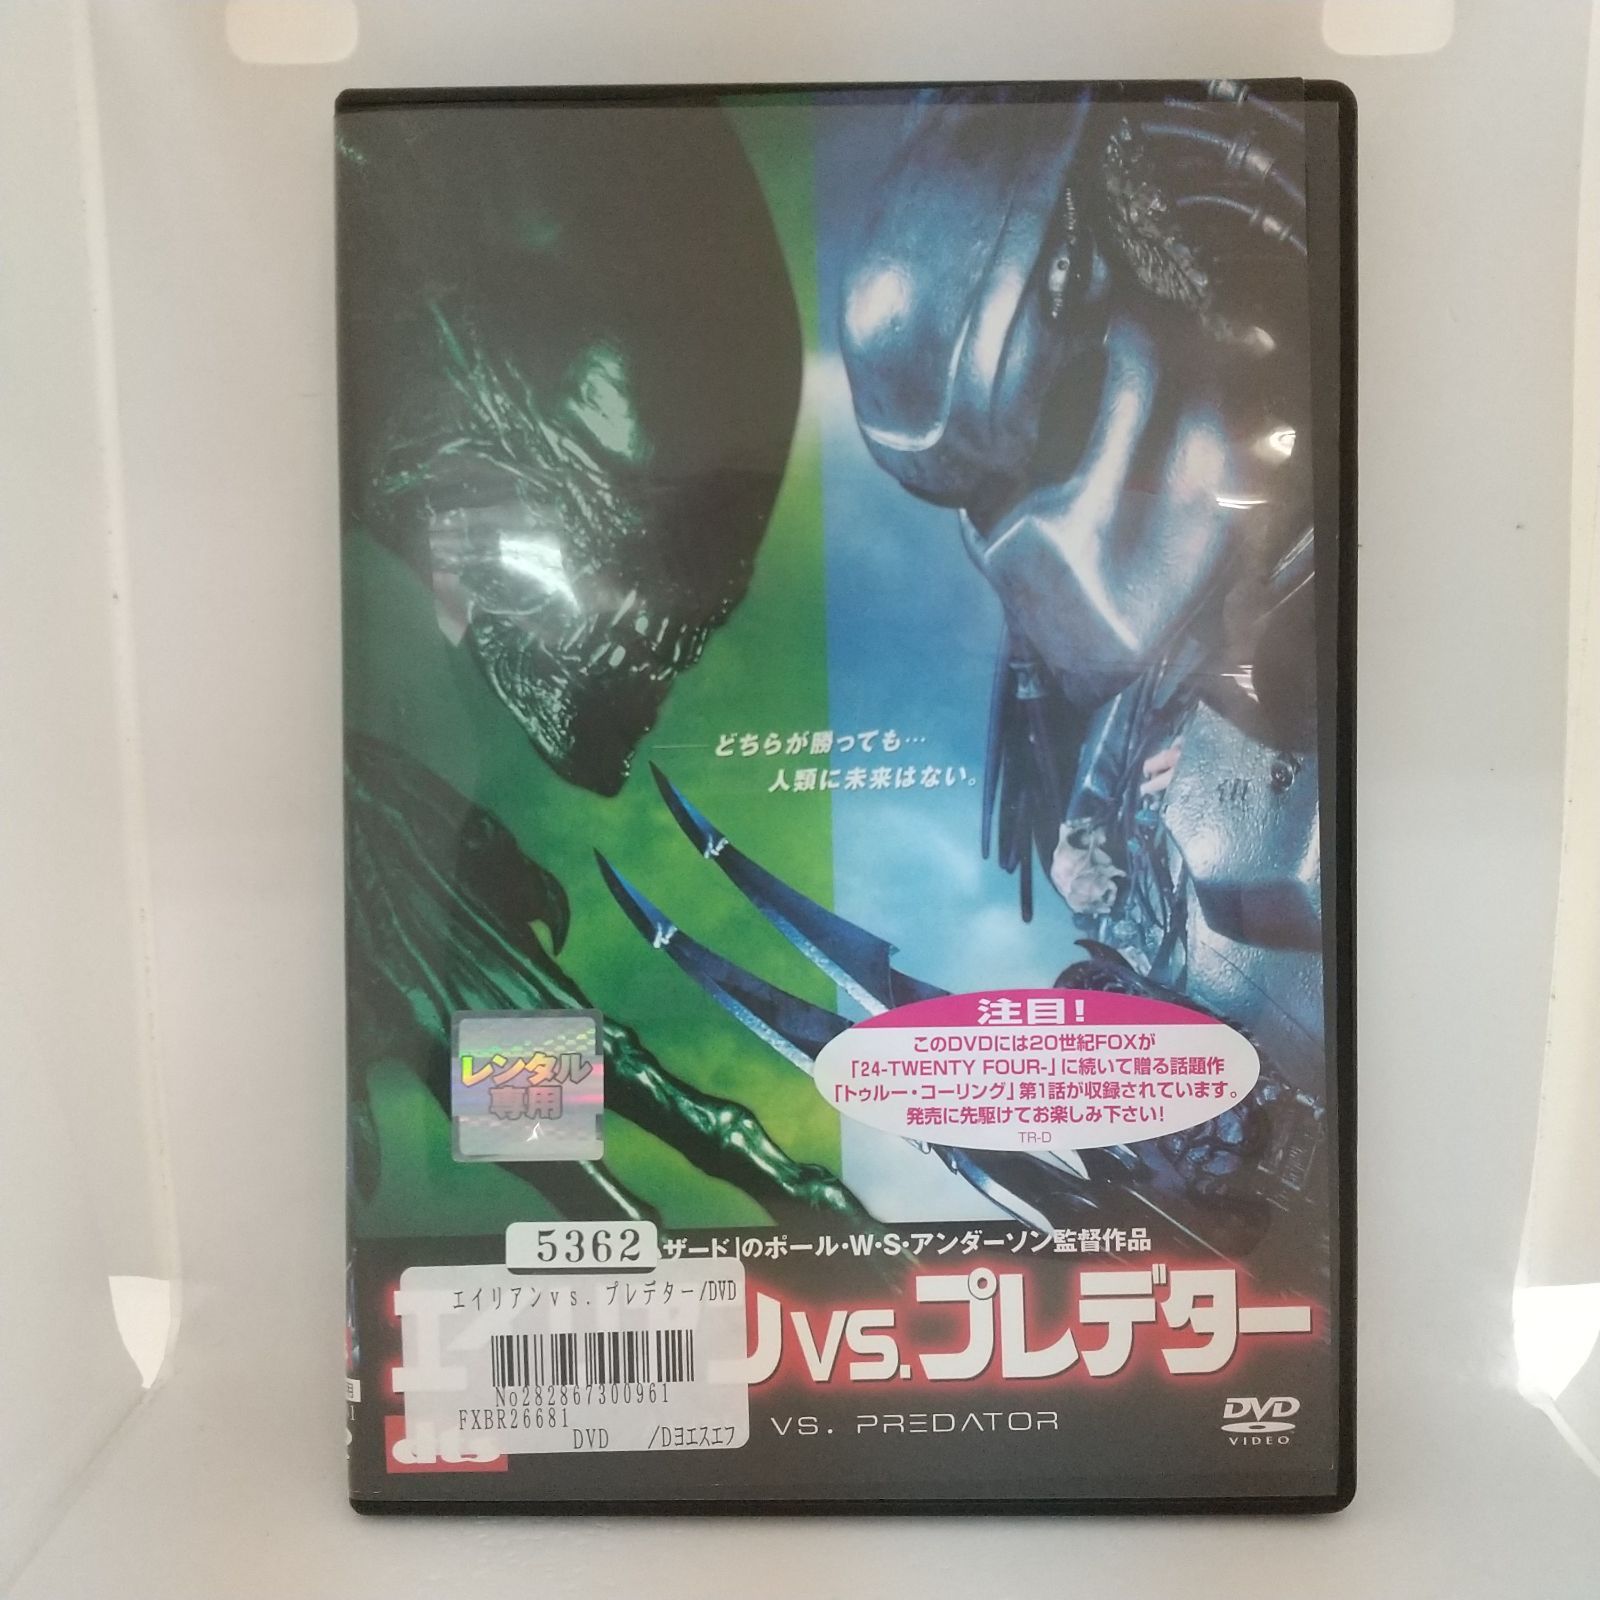 どちらが勝っても…
人類に未来はない。
注目!
このDVDには20世紀FOXが
「24-TWENTY FOUR-」に続いて贈る話題作
「トゥルー・コーリング」第1話が収録されています。
発売に先駆けてお楽しみ下さい!
TR-D
レンタル
専用
5362
ザード」のポール・W・S・アンダーソン監督作品
エイリアンvs.プレデター/DVD
VS.プレデター
No282867300961
FXBR26681
DVD /Dヨエスエフ
VS. PREDATOR
DVD
VIDEO